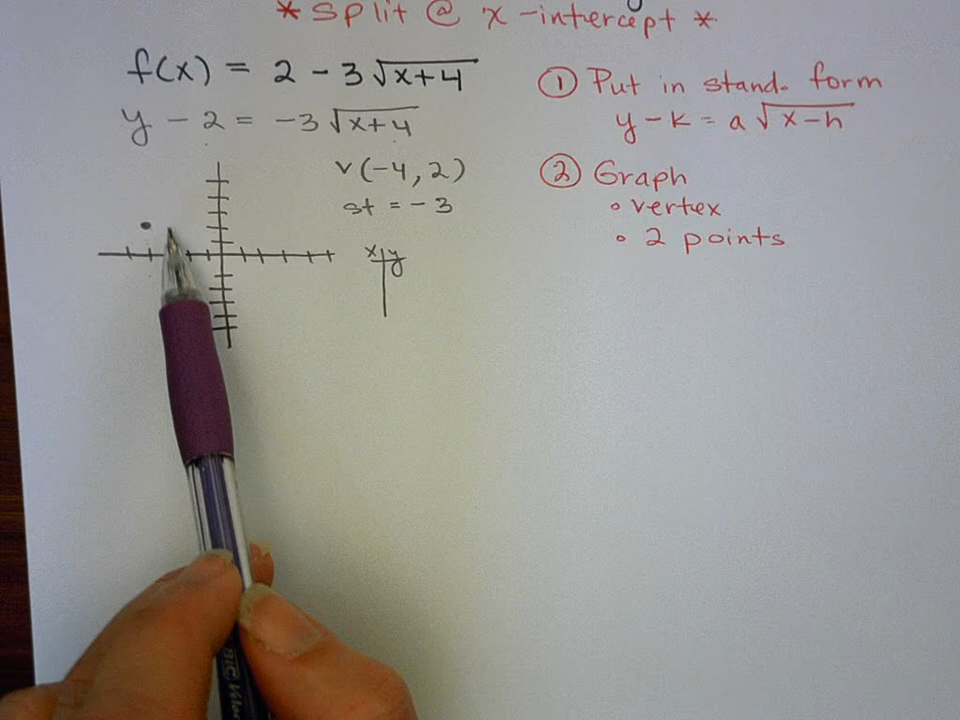 * split @ x-intercept *
f(x) = 2 - 3√x+4
y - 2 = -3√x+4
v(-4, 2)
st = -3
x y
① Put in stand. form
y - k = a√x-h
② Graph
• vertex
• 2 points
BIC